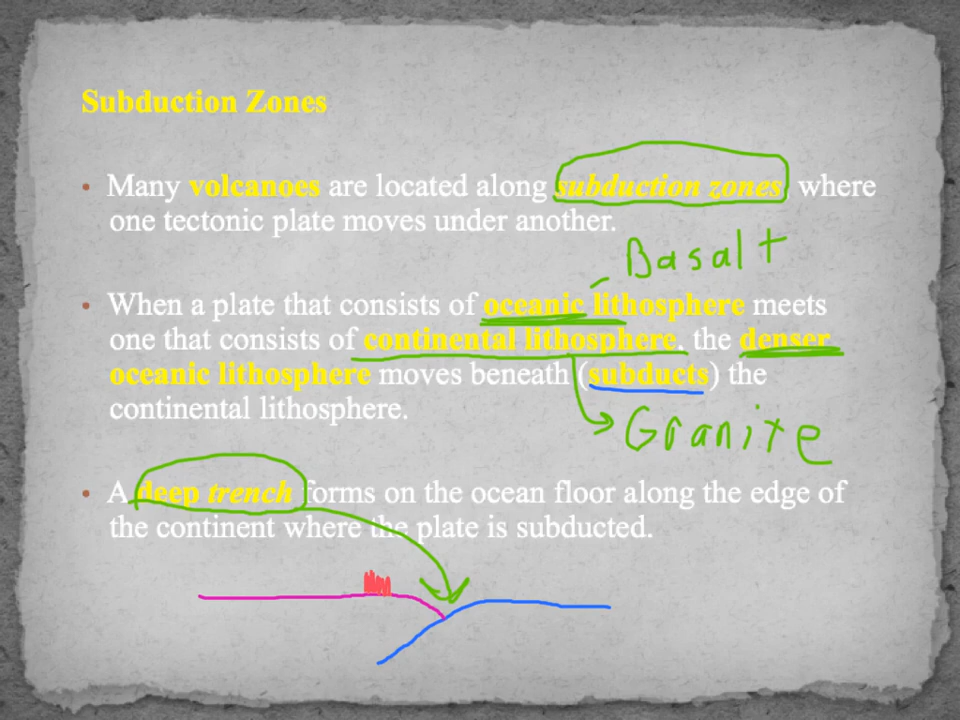 Subduction Zones
• Many volcanoes are located along subduction zones, where
one tectonic plate moves under another.
Basalt
• When a plate that consists of oceanic lithosphere meets
one that consists of continental lithosphere, the denser
oceanic lithosphere moves beneath (subducts) the
continental lithosphere.
Granite
• A deep trench forms on the ocean floor along the edge of
the continent where the plate is subducted.